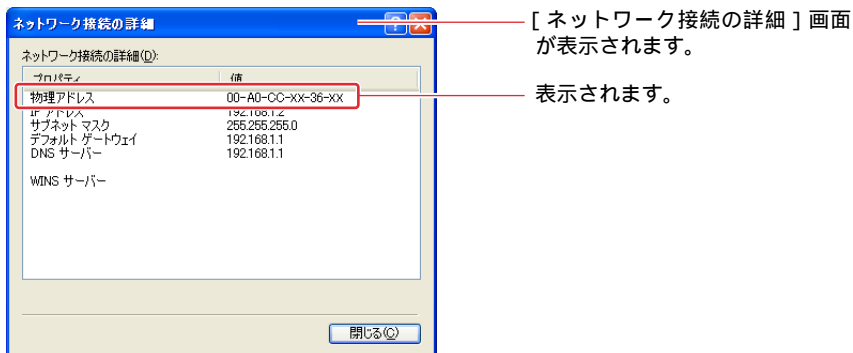 ネットワーク接続の詳細
[ ネットワーク接続の詳細 ] 画面
が表示されます。
ネットワーク接続の詳細(D):
プロパティ 値
物理アドレス 00-A0-CC-XX-36-XX
表示されます。
IP アドレス 192.168.1.2
サブネット マスク 255.255.255.0
デフォルト ゲートウェイ 192.168.1.1
DNS サーバー 192.168.1.1
WINS サーバー
閉じる(C)